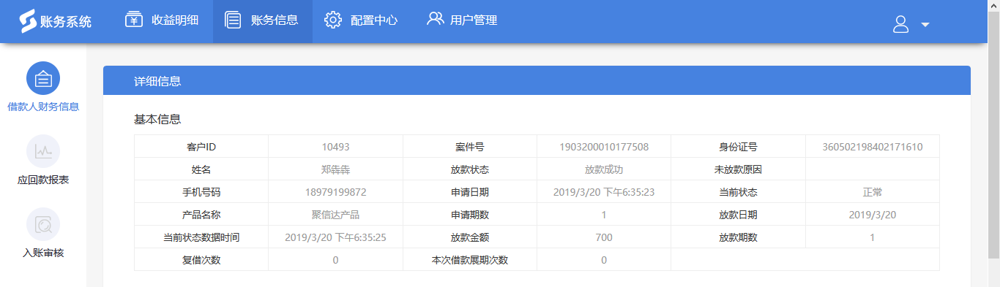 账务系统 收益明细 账务信息 配置中心 用户管理
借款人财务信息
应回款报表
入账审核
详细信息
基本信息
客户ID 10493 案件号 1903200010177508 身份证号 360502198402171610
姓名 郑犇犇 放款状态 放款成功 未放款原因
手机号码 18979199872 申请日期 2019/3/20 下午6:35:23 当前状态 正常
产品名称 聚信达产品 申请期数 1 放款日期 2019/3/20
当前状态数据时间 2019/3/20 下午6:35:25 放款金额 700 放款期数 1
复借次数 0 本次借款展期次数 0